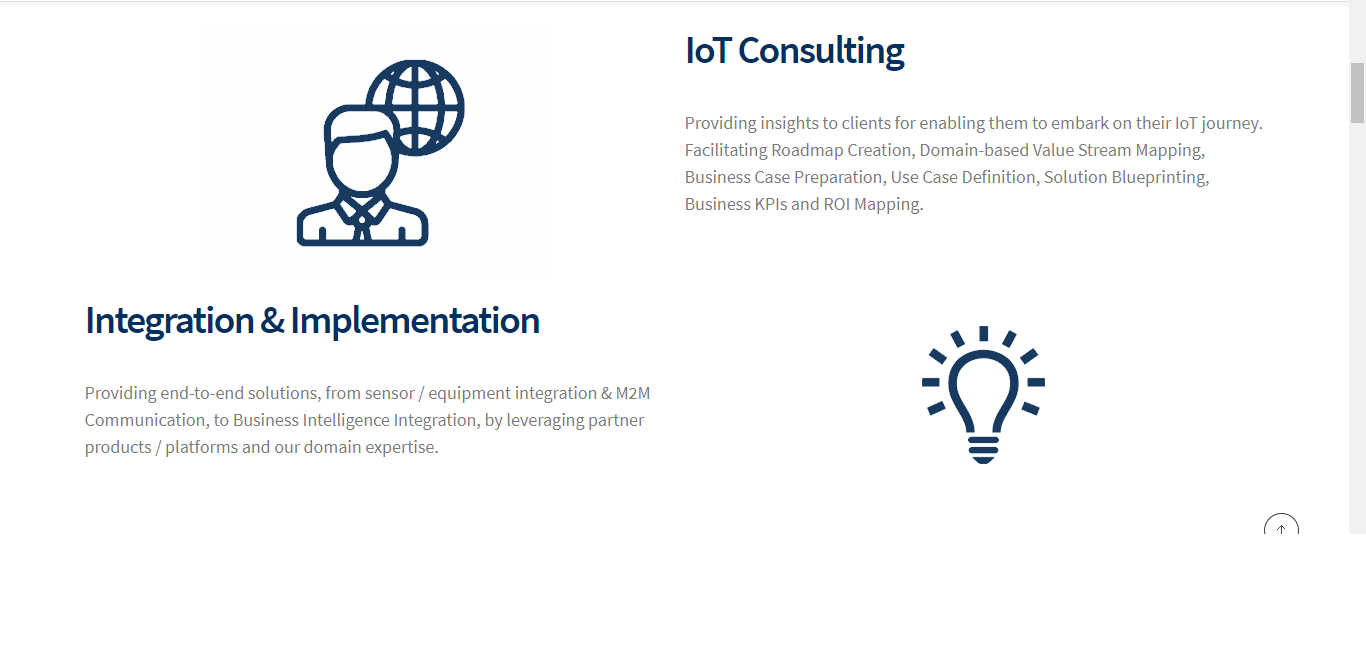 IoT Consulting
Providing insights to clients for enabling them to embark on their IoT journey.
Facilitating Roadmap Creation, Domain-based Value Stream Mapping,
Business Case Preparation, Use Case Definition, Solution Blueprinting,
Business KPIs and ROI Mapping.
Integration & Implementation
Providing end-to-end solutions, from sensor / equipment integration & M2M
Communication, to Business Intelligence Integration, by leveraging partner
products / platforms and our domain expertise.